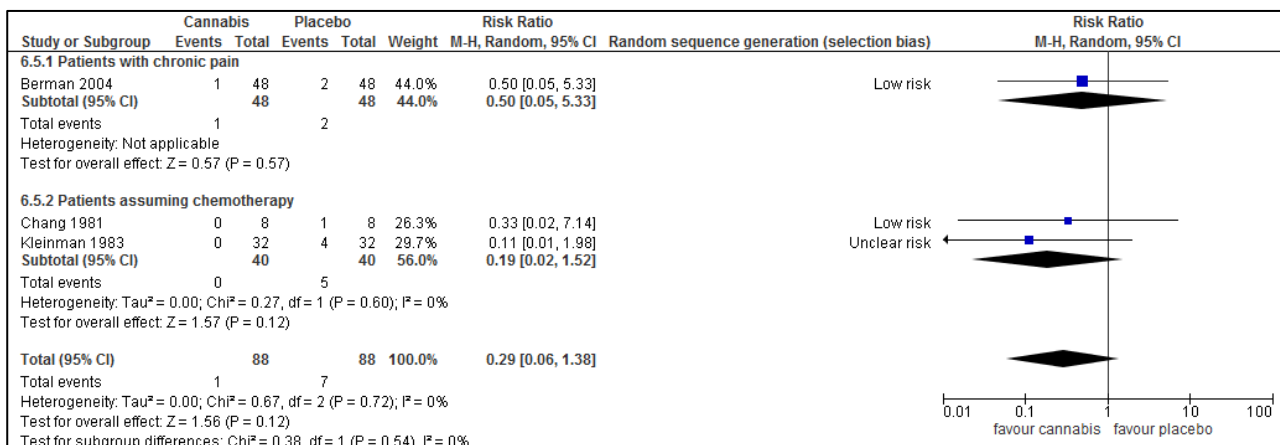 Cannabis Placebo Risk Ratio Risk Ratio
Study or Subgroup Events Total Events Total Weight M-H, Random, 95% CI Random sequence generation (selection bias) M-H, Random, 95% CI
6.5.1 Patients with chronic pain
Berman 2004 1 48 2 48 44.0% 0.50 [0.05, 5.33] Low risk
Subtotal (95% CI) 48 48 44.0% 0.50 [0.05, 5.33]
Total events 1 2
Heterogeneity: Not applicable
Test for overall effect: Z = 0.57 (P = 0.57)
6.5.2 Patients assuming chemotherapy
Chang 1981 0 8 1 8 26.3% 0.33 [0.02, 7.14] Low risk
Kleinman 1983 0 32 4 32 29.7% 0.11 [0.01, 1.98] Unclear risk
Subtotal (95% CI) 40 40 56.0% 0.19 [0.02, 1.52]
Total events 0 5
Heterogeneity: Tau² = 0.00; Chi² = 0.27, df = 1 (P = 0.60); I² = 0%
Test for overall effect: Z = 1.57 (P = 0.12)
Total (95% CI) 88 88 100.0% 0.29 [0.06, 1.38]
Total events 1 7
Heterogeneity: Tau² = 0.00; Chi² = 0.67, df = 2 (P = 0.72); I² = 0%
Test for overall effect: Z = 1.56 (P = 0.12)
Test for subgroup differences: Chi² = 0.38, df = 1 (P = 0.54), I² = 0%
0.01 0.1 1 10 100
favour cannabis favour placebo